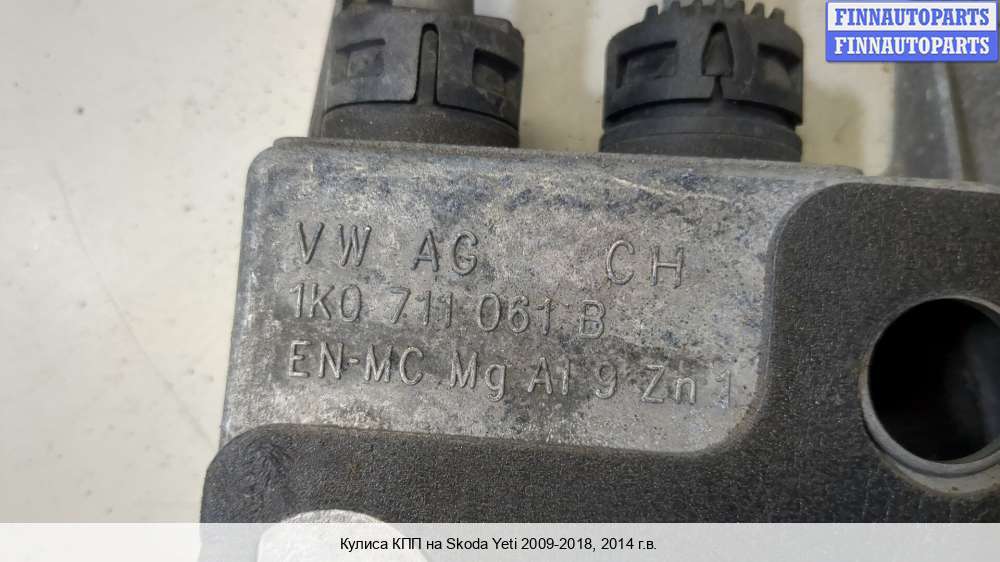 FINNAUTOPARTS
FINNAUTOPARTS
VW AG CH
1K0 711 061 B
EN-MC Mg Al 9 Zn 1
Кулиса КПП на Skoda Yeti 2009-2018, 2014 г.в.